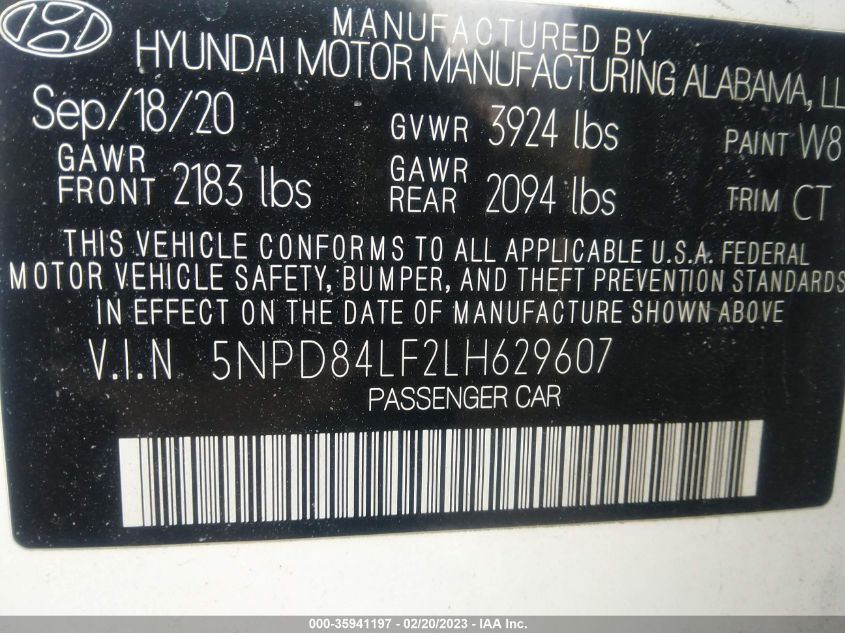 MANUFACTURED BY
HYUNDAI MOTOR MANUFACTURING ALABAMA, LL
Sep/18/20 GVWR 3924 lbs PAINT W8
GAWR FRONT 2183 lbs GAWR REAR 2094 lbs TRIM CT
THIS VEHICLE CONFORMS TO ALL APPLICABLE U.S.A. FEDERAL
MOTOR VEHICLE SAFETY, BUMPER, AND THEFT PREVENTION STANDARDS
IN EFFECT ON THE DATE OF MANUFACTURE SHOWN ABOVE
V.I.N 5NPD84LF2LH629607
PASSENGER CAR
000-35941197 - 02/20/2023 - IAA Inc.